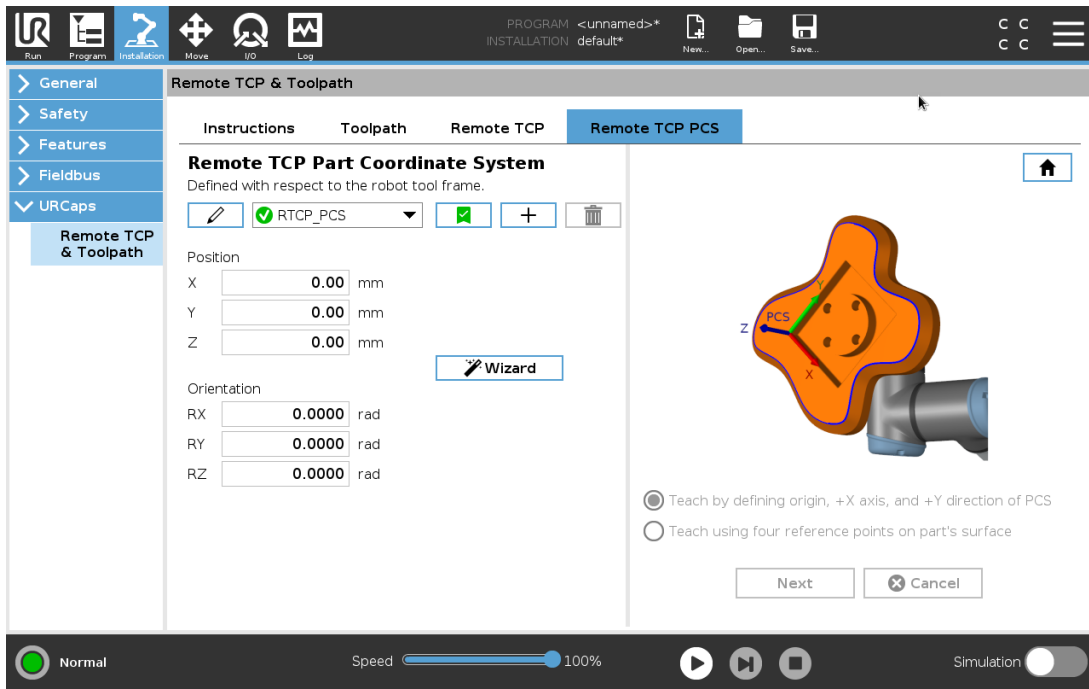 PROGRAM <unnamed>*
INSTALLATION default*
Run Program Installation Move I/O Log New... Open... Save...
C C
C C
General
Safety
Features
Fieldbus
URCaps
Remote TCP
& Toolpath
Remote TCP & Toolpath
Instructions Toolpath Remote TCP Remote TCP PCS
Remote TCP Part Coordinate System
Defined with respect to the robot tool frame.
RTCP_PCS
Position
X 0.00 mm
Y 0.00 mm
Z 0.00 mm
Wizard
Orientation
RX 0.0000 rad
RY 0.0000 rad
RZ 0.0000 rad
Y
PCS
Z
X
Teach by defining origin, +X axis, and +Y direction of PCS
Teach using four reference points on part's surface
Next Cancel
Normal Speed 100% Simulation